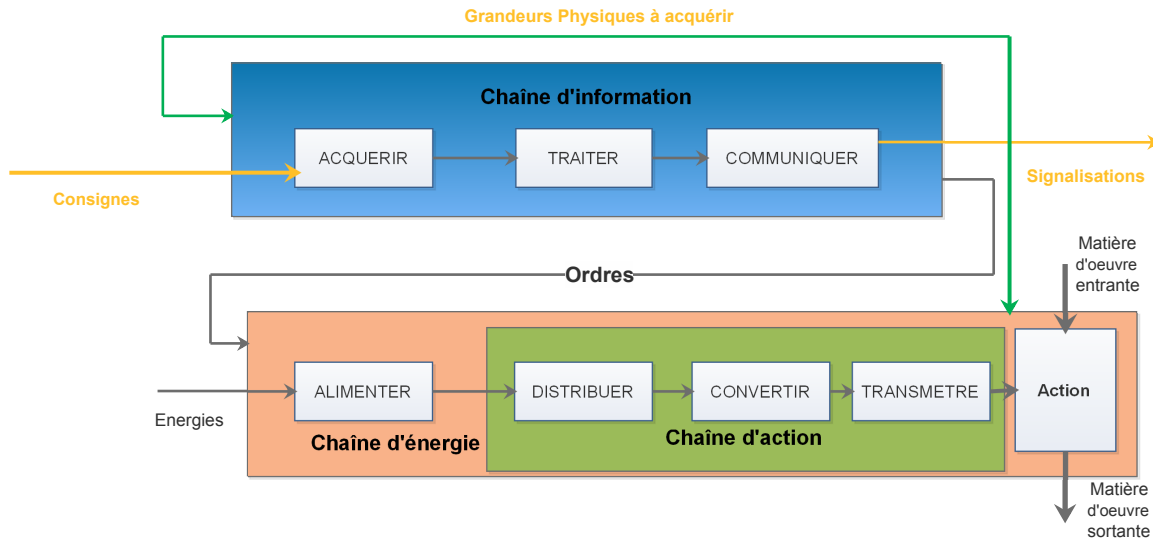 Grandeurs Physiques à acquérir
Chaîne d'information
ACQUERIR
TRAITER
COMMUNIQUER
Consignes
Signalisations
Ordres
Matière
d'oeuvre
entrante
ALIMENTER
DISTRIBUER
CONVERTIR
TRANSMETRE
Action
Energies
Chaîne d'énergie
Chaîne d'action
Matière
d'oeuvre
sortante